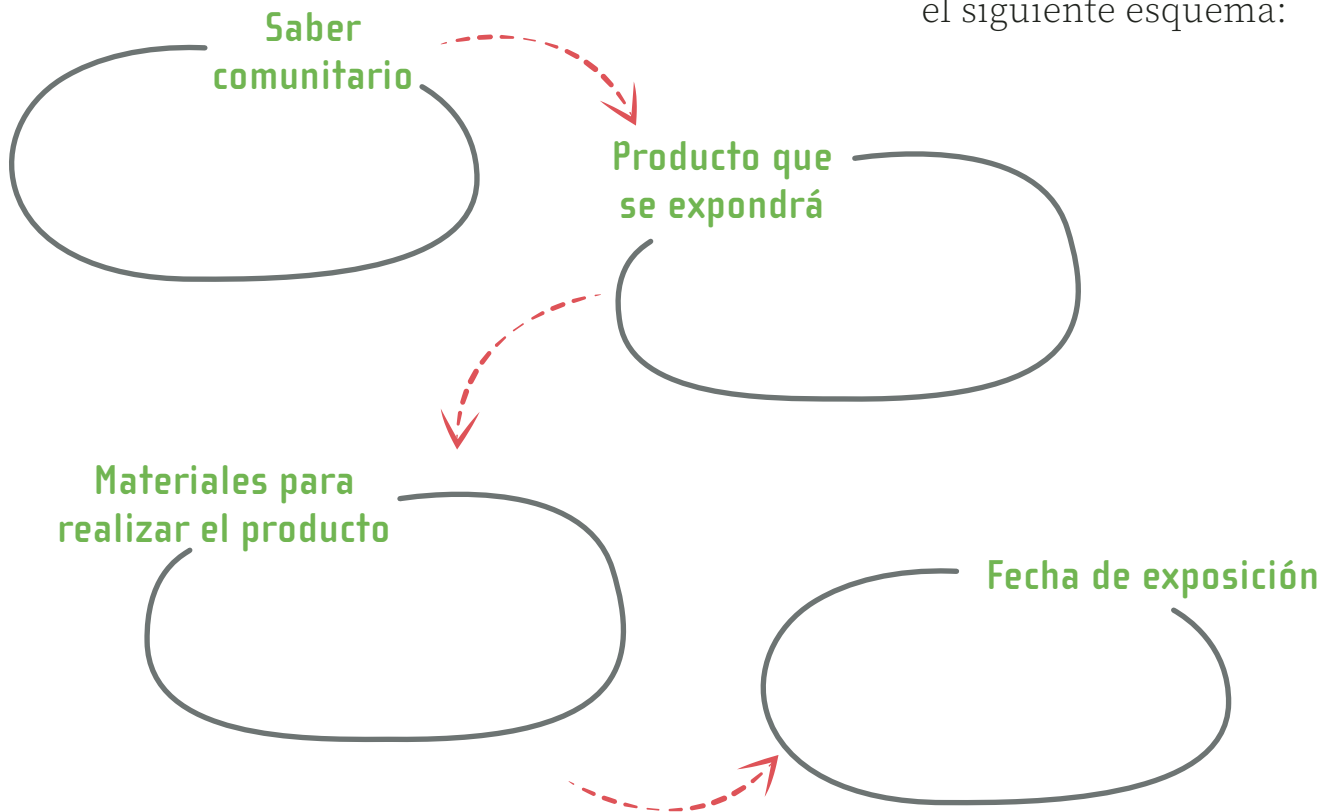 el siguiente esquema:
Saber
comunitario
Producto que
se expondrá
Materiales para
realizar el producto
Fecha de exposición